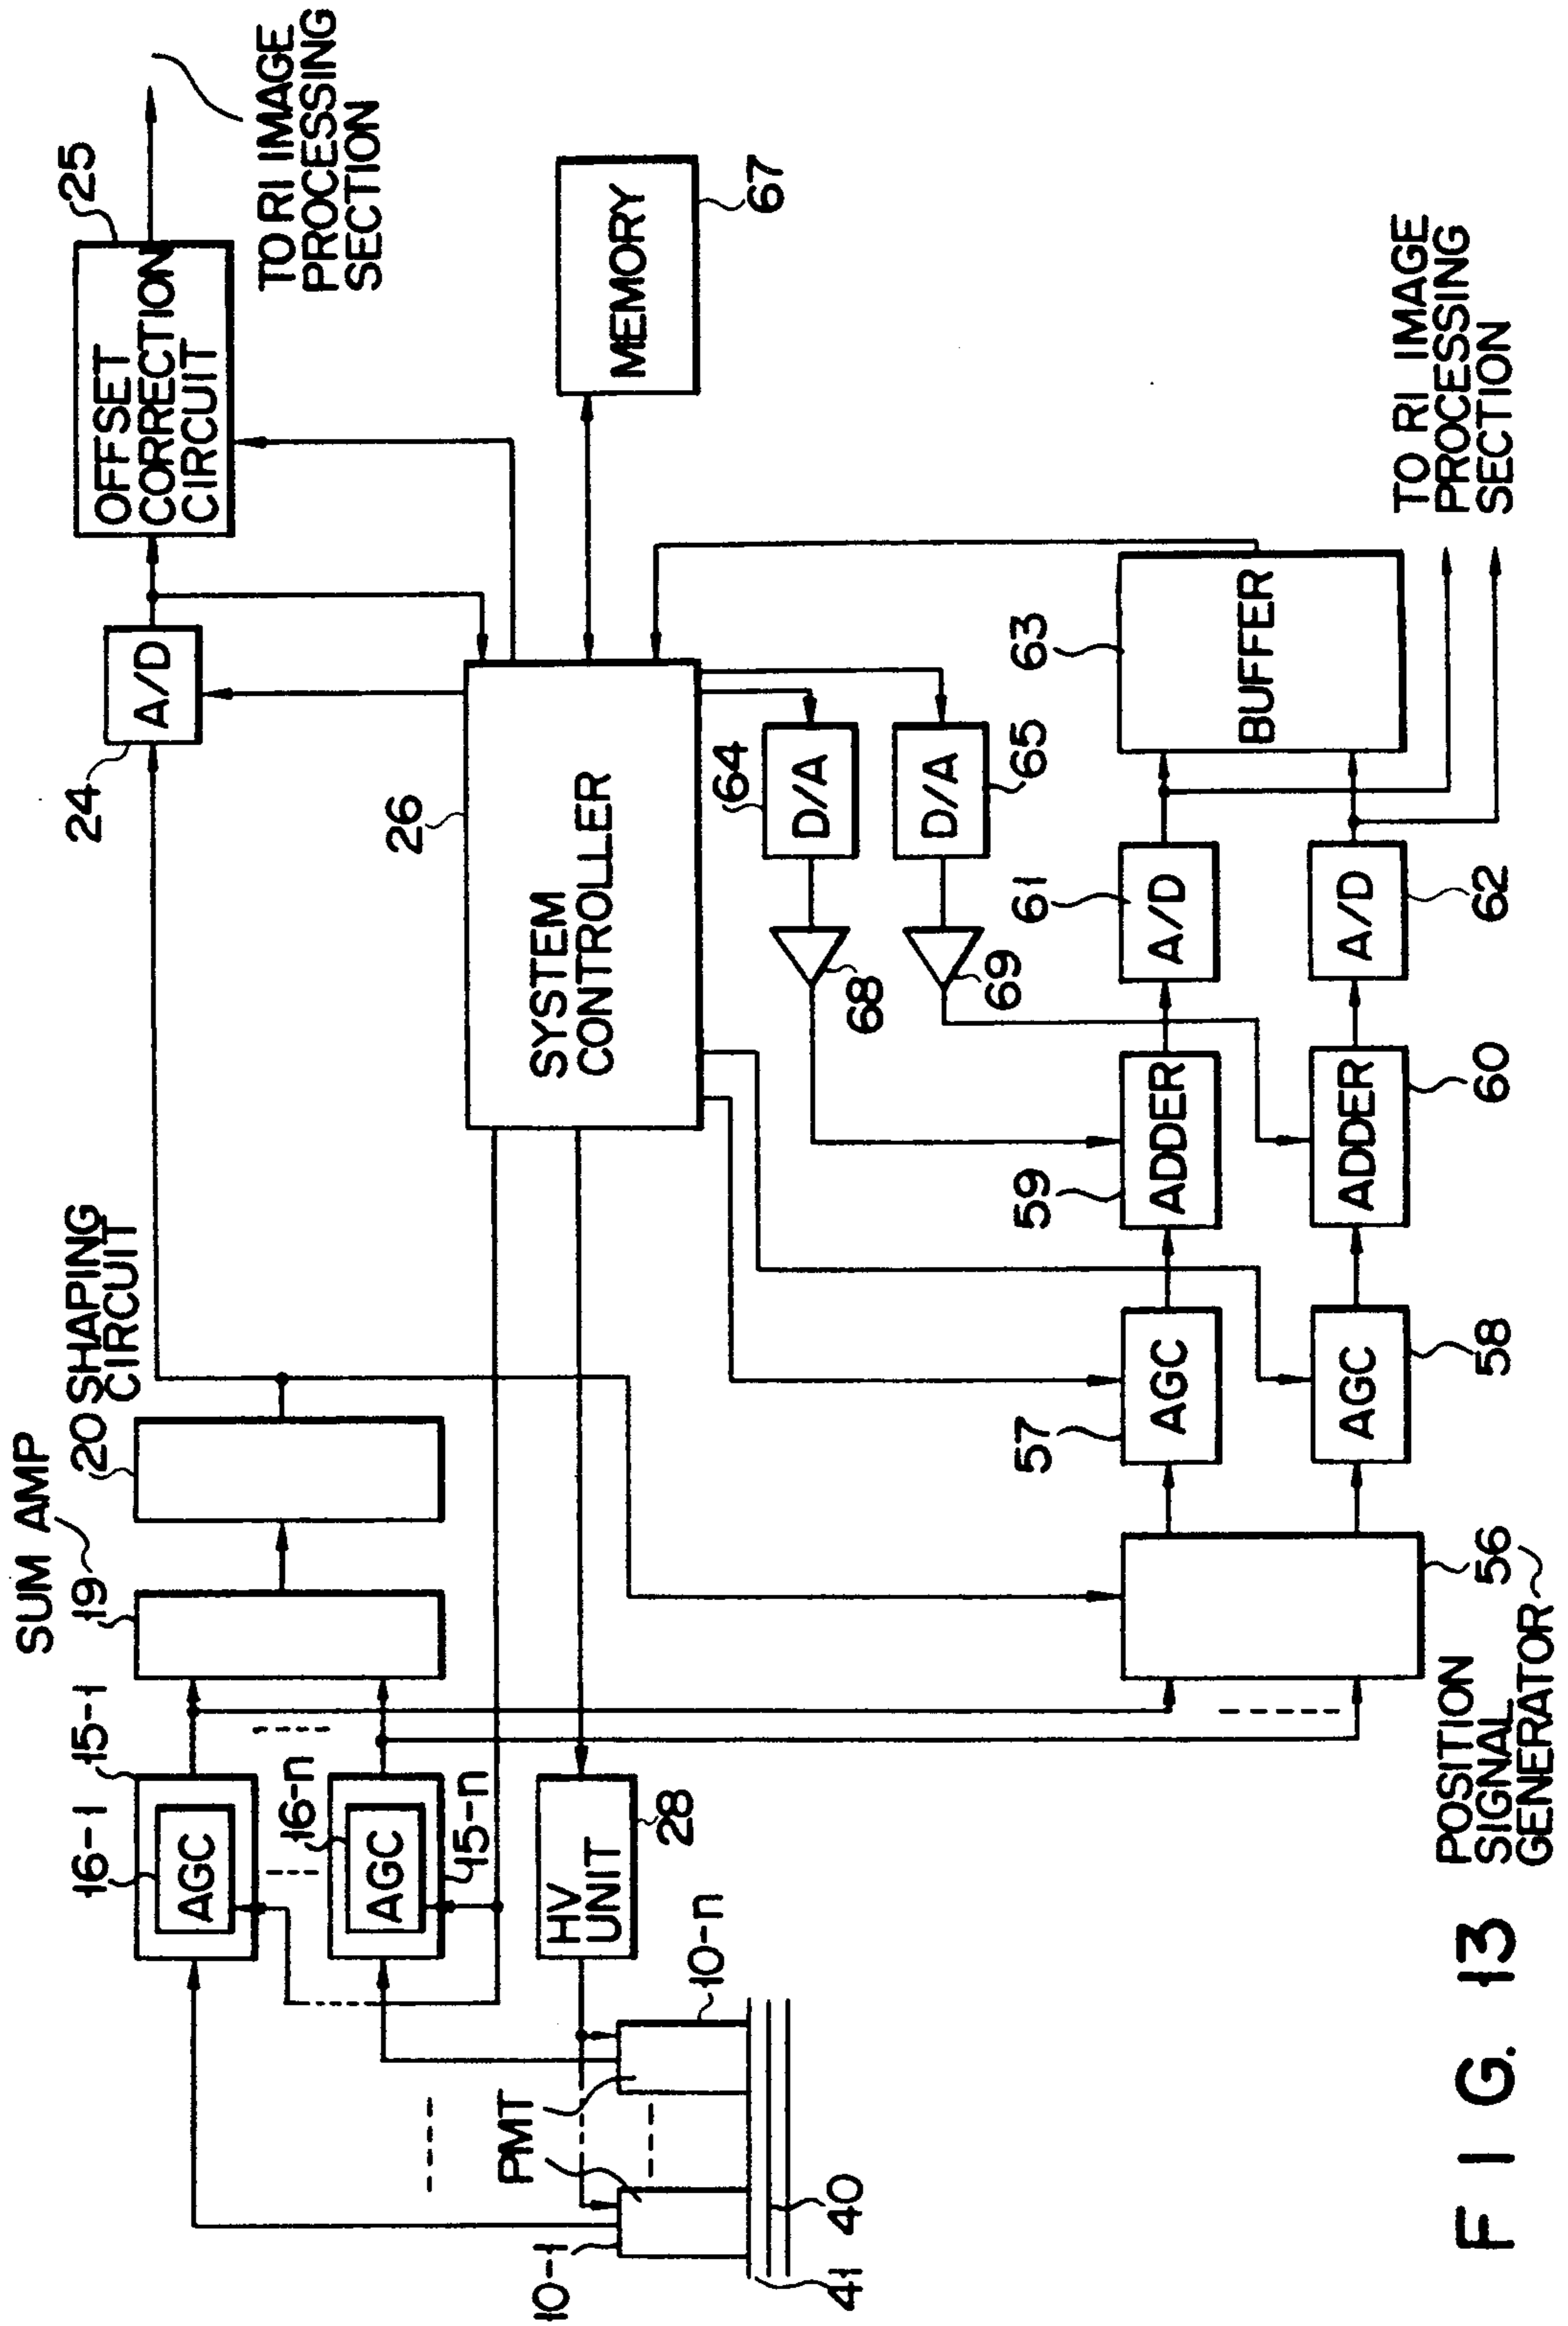 SUM AMP
19
20
SHAPING
CIRCUIT
24
A/D
25
OFFSET
CORRECTION
CIRCUIT
TO RI IMAGE
PROCESSING
SECTION
16-1
15-1
AGC
16-n
AGC
15-n
HV
UNIT
28
26
SYSTEM
CONTROLLER
MEMORY
67
PMT
10-1
10-n
41
40
64
D/A
68
D/A
65
69
57
AGC
59
ADDER
61
A/D
63
BUFFER
AGC
58
ADDER
60
A/D
62
TO RI IMAGE
PROCESSING
SECTION
56
POSITION
SIGNAL
GENERATOR
FIG. 13